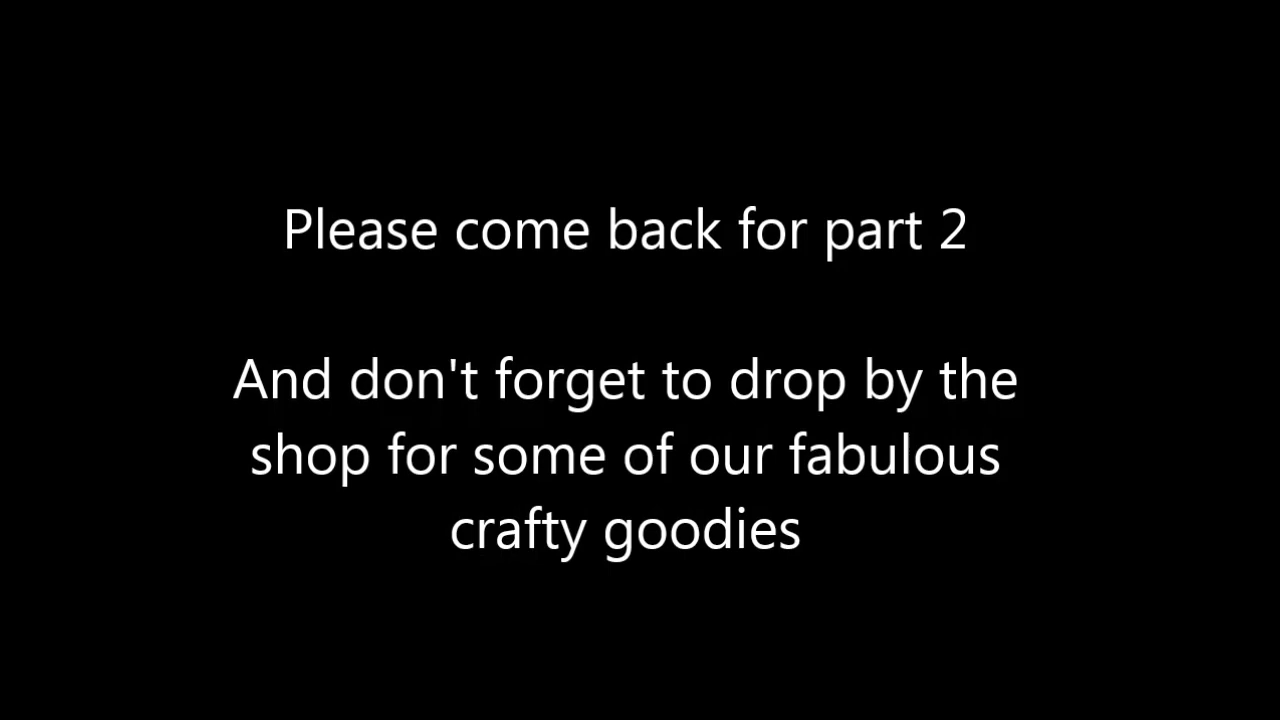 Please come back for part 2
And don't forget to drop by the
shop for some of our fabulous
crafty goodies